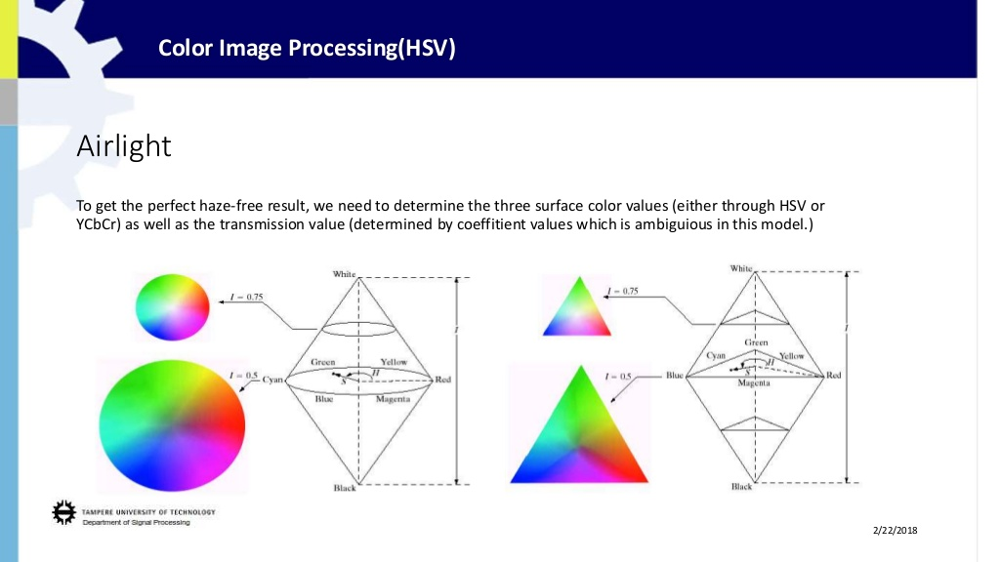 Color Image Processing(HSV)
Airlight
To get the perfect haze-free result, we need to determine the three surface color values (either through HSV or
YCbCr) as well as the transmission value (determined by coeffitient values which is ambiguious in this model.)
White
I = 0.75
I
Green
Yellow
I = 0.5
Cyan
H
S
Red
Blue
Magenta
Black
White
I = 0.75
I
Green
Cyan
Yellow
H
S
I = 0.5
Blue
Red
Magenta
Black
TAMPERE UNIVERSITY OF TECHNOLOGY
Department of Signal Processing
2/22/2018